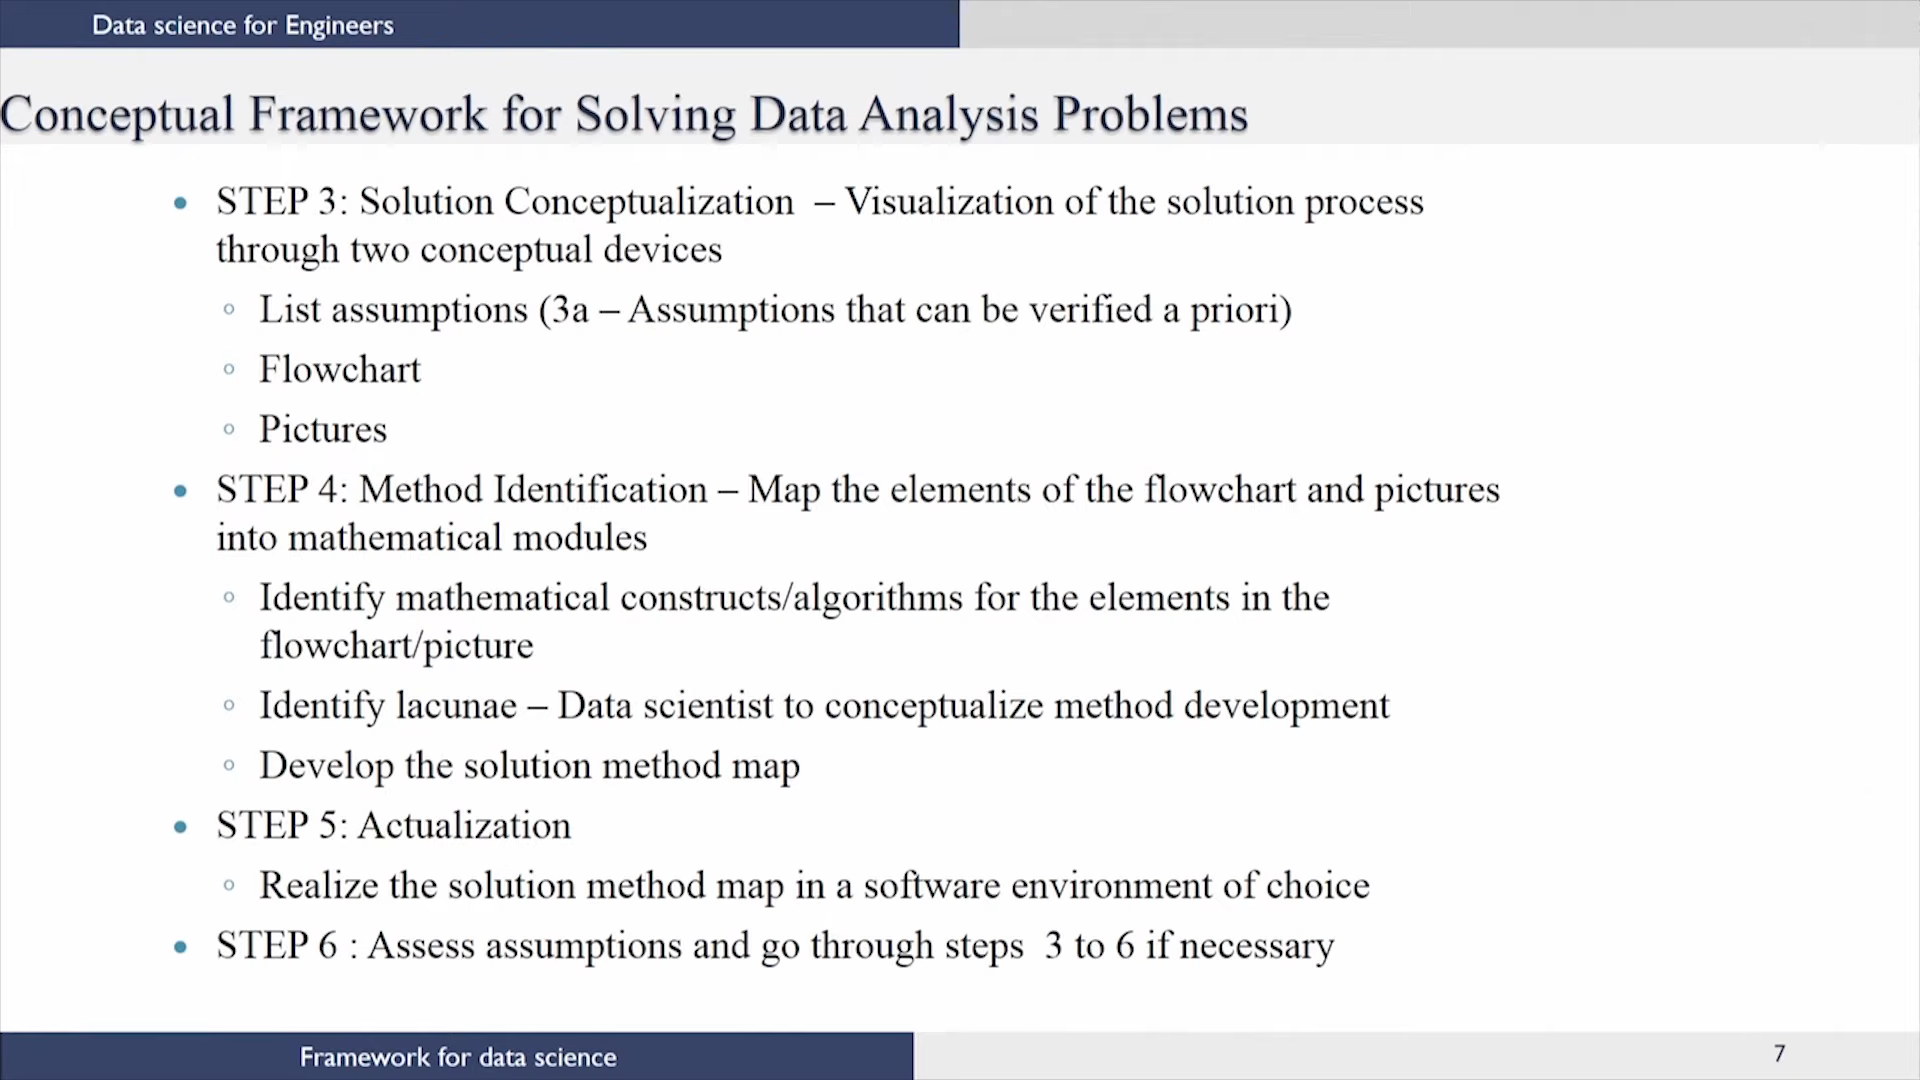 Data science for Engineers
Conceptual Framework for Solving Data Analysis Problems
• STEP 3: Solution Conceptualization – Visualization of the solution process
through two conceptual devices
◦ List assumptions (3a – Assumptions that can be verified a priori)
◦ Flowchart
◦ Pictures
• STEP 4: Method Identification – Map the elements of the flowchart and pictures
into mathematical modules
◦ Identify mathematical constructs/algorithms for the elements in the
flowchart/picture
◦ Identify lacunae – Data scientist to conceptualize method development
◦ Develop the solution method map
• STEP 5: Actualization
◦ Realize the solution method map in a software environment of choice
• STEP 6 : Assess assumptions and go through steps 3 to 6 if necessary
Framework for data science
7